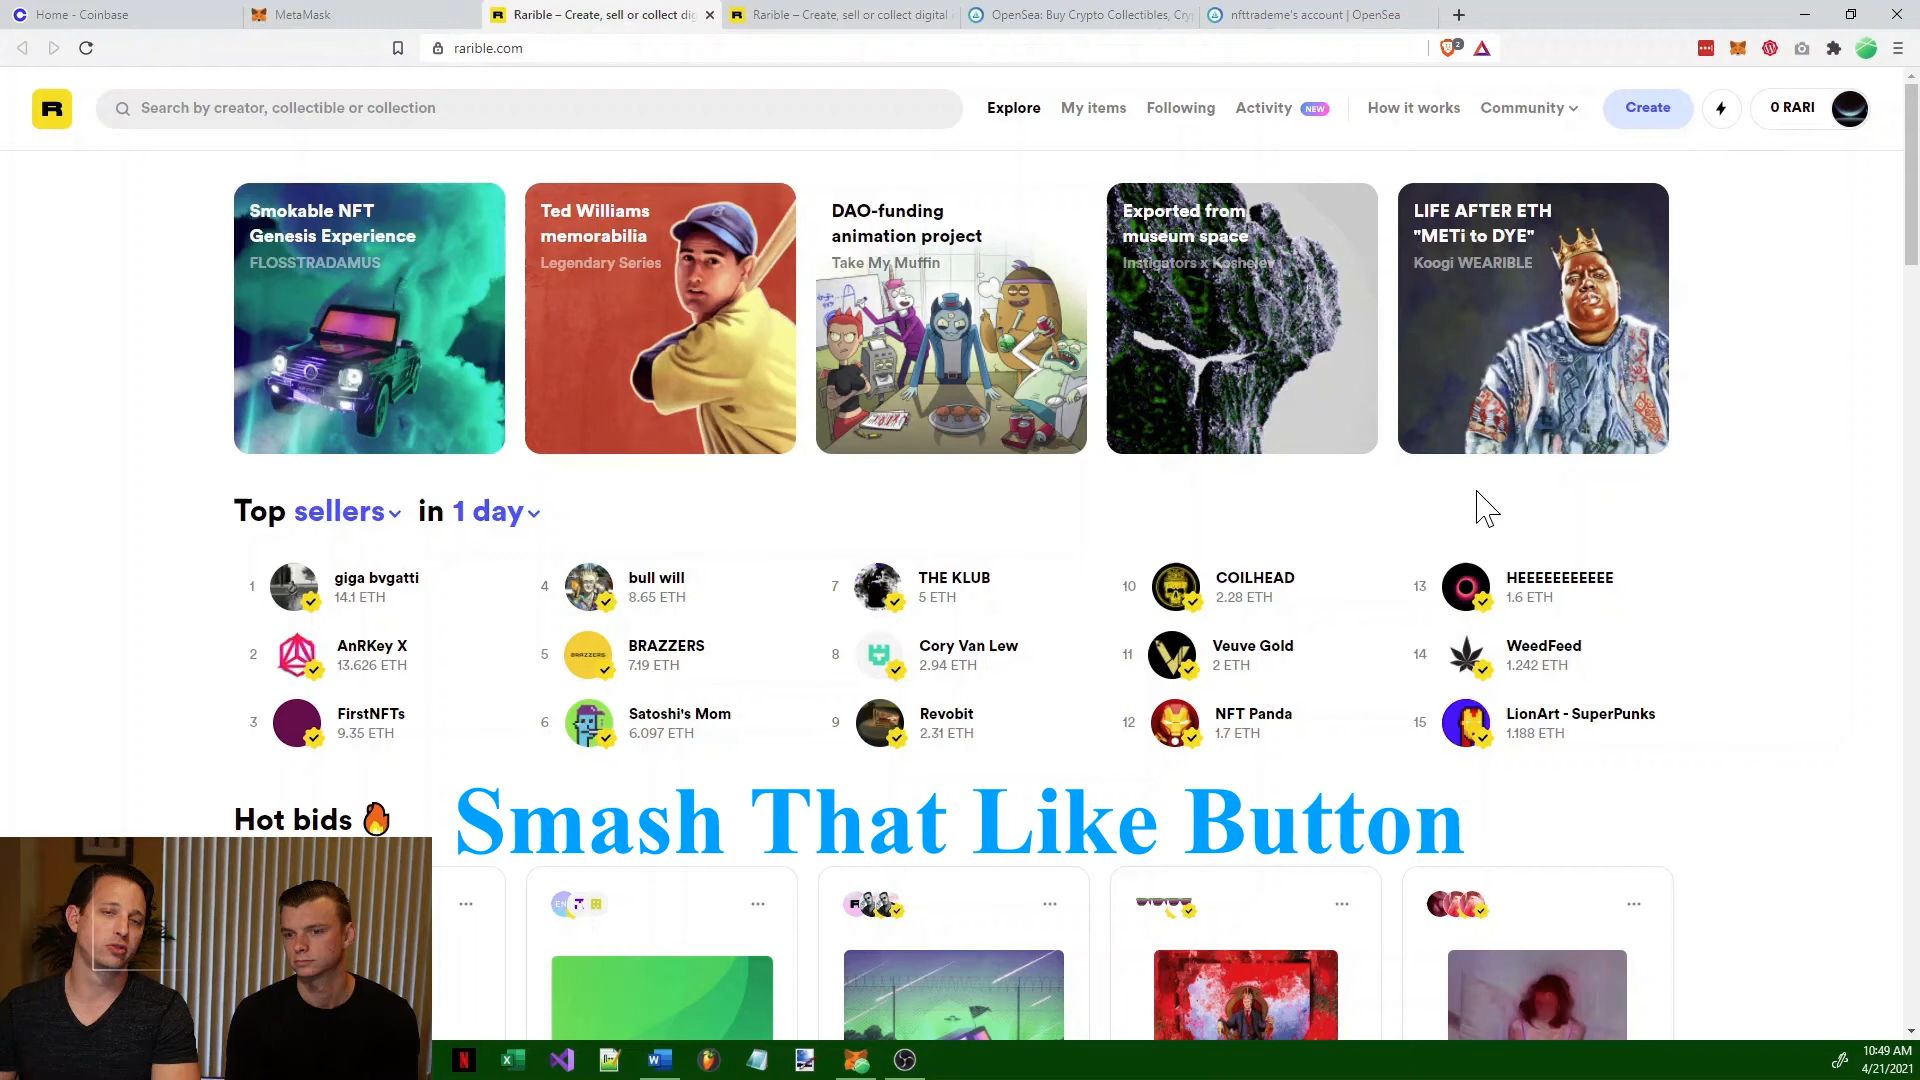 Home - Coinbase
MetaMask
Rarible – Create, sell or collect dig
Rarible – Create, sell or collect digital
OpenSea: Buy Crypto Collectibles, Cry
nfttrademe's account | OpenSea
rarible.com
2
R
Search by creator, collectible or collection
Explore
My items
Following
Activity NEW
How it works
Community
Create
0 RARI
Smokable NFT
Genesis Experience
FLOSSTRADAMUS
Ted Williams
memorabilia
Legendary Series
DAO-funding
animation project
Take My Muffin
Exported from
museum space
Instigators x Koshelev
LIFE AFTER ETH
"METi to DYE"
Koogi WEARIBLE
Top sellers in 1 day
1 giga bvgatti
14.1 ETH
2 AnRKey X
13.626 ETH
3 FirstNFTs
9.35 ETH
4 bull will
8.65 ETH
5 BRAZZERS
7.19 ETH
6 Satoshi's Mom
6.097 ETH
7 THE KLUB
5 ETH
8 Cory Van Lew
2.94 ETH
9 Revobit
2.31 ETH
10 COILHEAD
2.28 ETH
11 Veuve Gold
2 ETH
12 NFT Panda
1.7 ETH
13 HEEEEEEEEEE
1.6 ETH
14 WeedFeed
1.242 ETH
15 LionArt - SuperPunks
1.188 ETH
Hot bids
Smash That Like Button
10:49 AM
4/21/2021